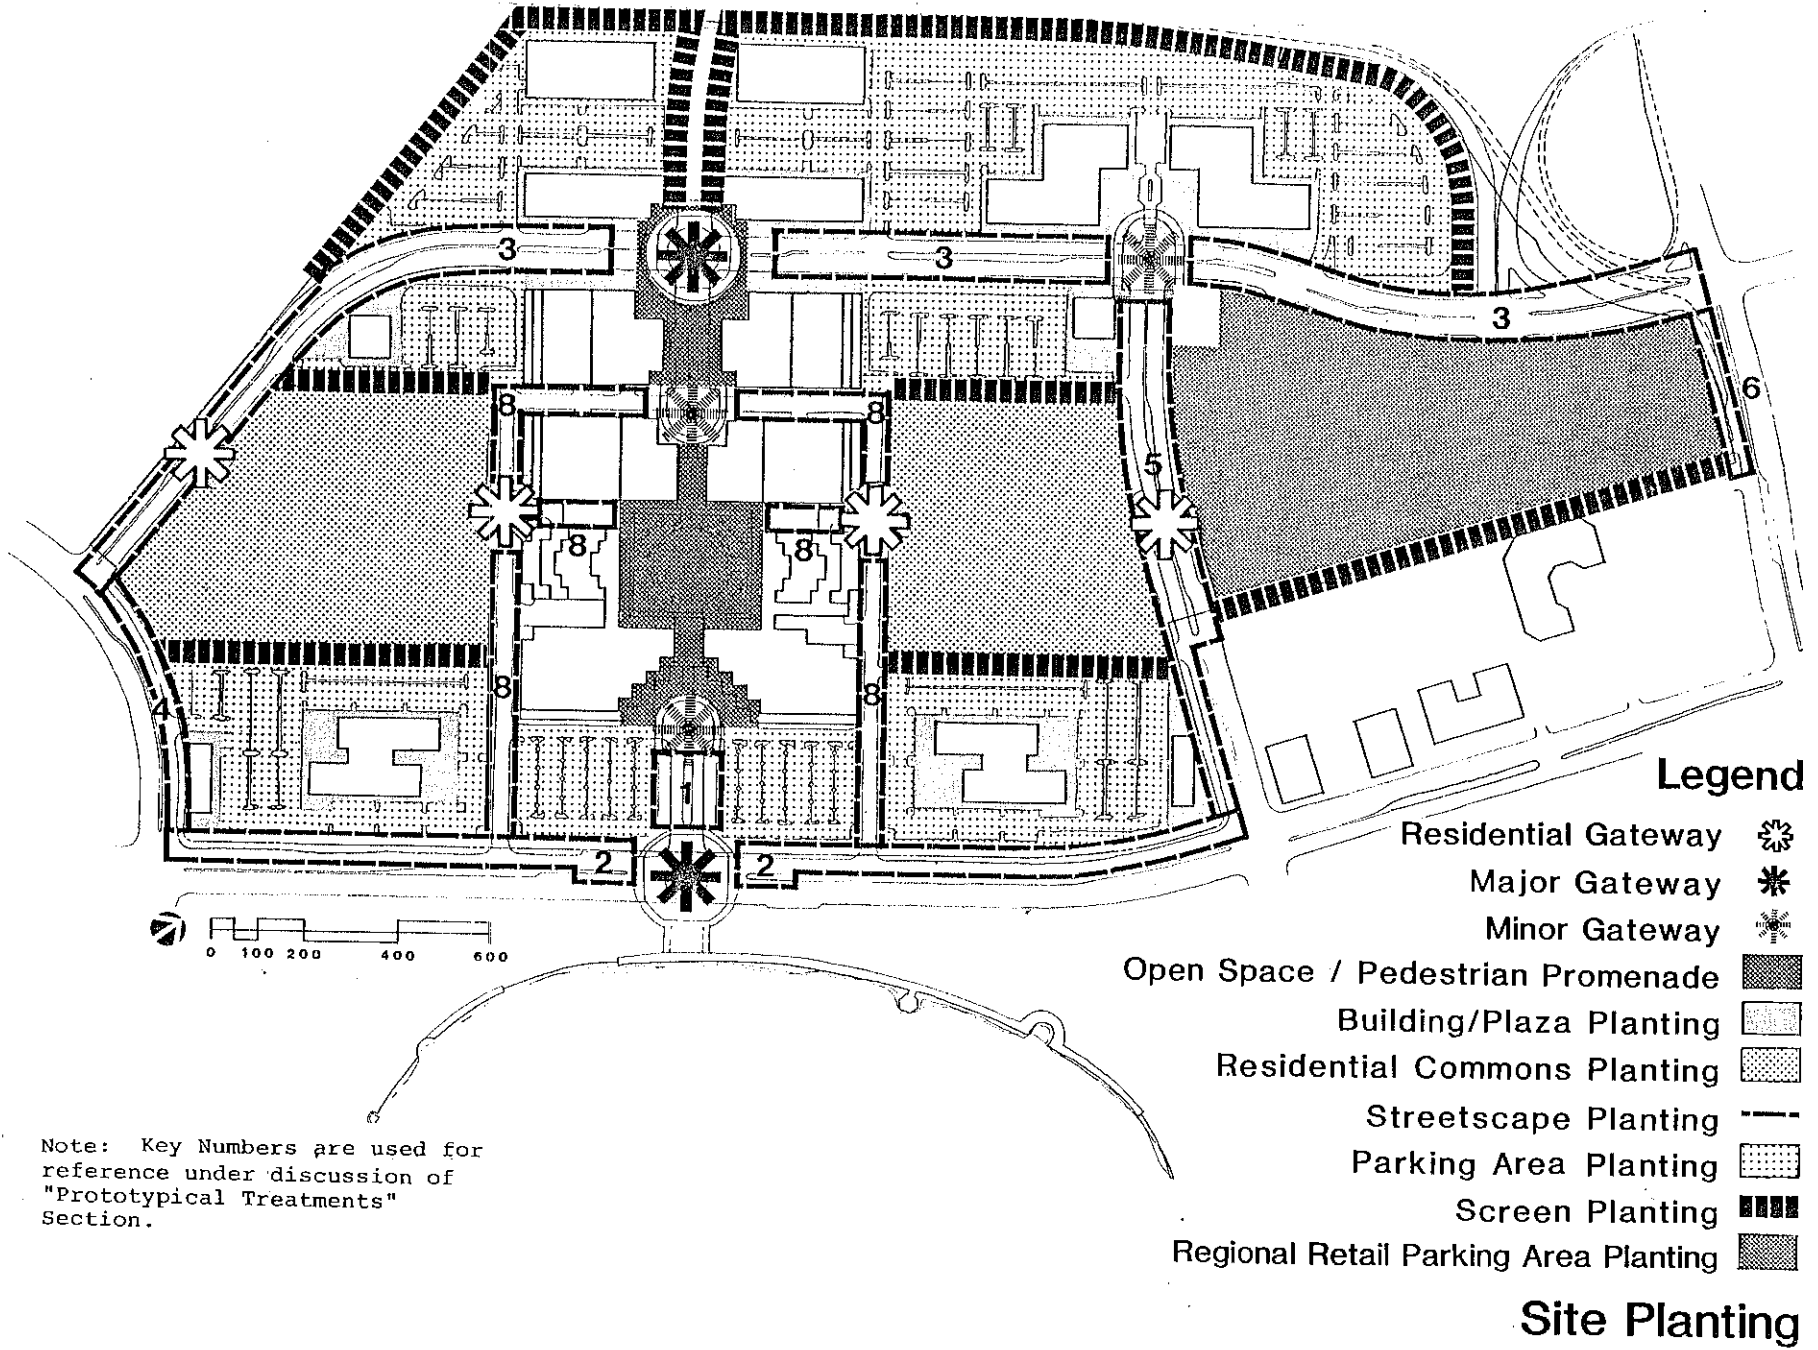 3
3
3
6
8
8
5
8
8
8
8
4
1
2
2
0 100 200 400 600
Legend
Residential Gateway
Major Gateway
Minor Gateway
Open Space / Pedestrian Promenade
Building/Plaza Planting
Residential Commons Planting
Streetscape Planting
Parking Area Planting
Screen Planting
Regional Retail Parking Area Planting
Note: Key Numbers are used for
reference under discussion of
"Prototypical Treatments"
Section.
Site Planting